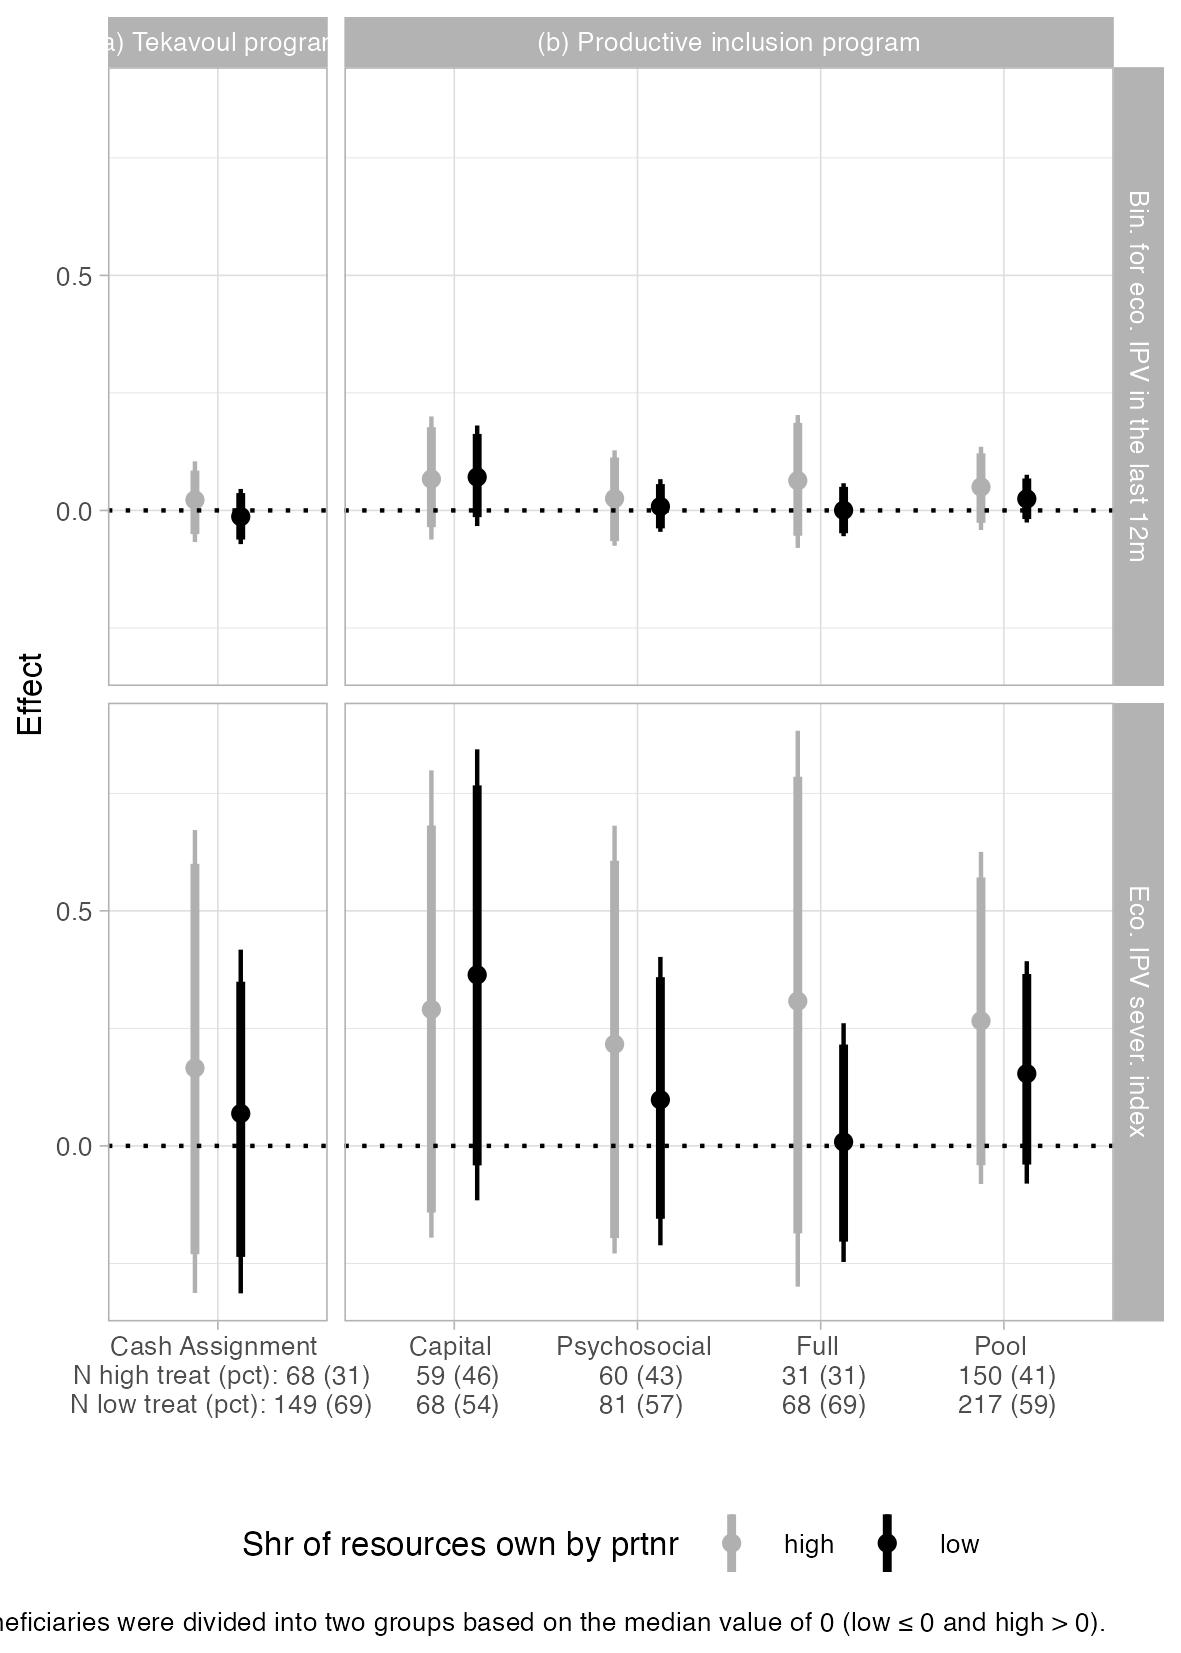 a) Tekavoul program
(b) Productive inclusion program
Bin. for eco. IPV in the last 12m
0.5
0.0
Effect
Eco. IPV sever. index
0.5
0.0
Cash Assignment Capital Psychosocial Full Pool
N high treat (pct): 68 (31) 59 (46) 60 (43) 31 (31) 150 (41)
N low treat (pct): 149 (69) 68 (54) 81 (57) 68 (69) 217 (59)
Shr of resources own by prtnr high low
neficiaries were divided into two groups based on the median value of 0 (low ≤ 0 and high > 0).